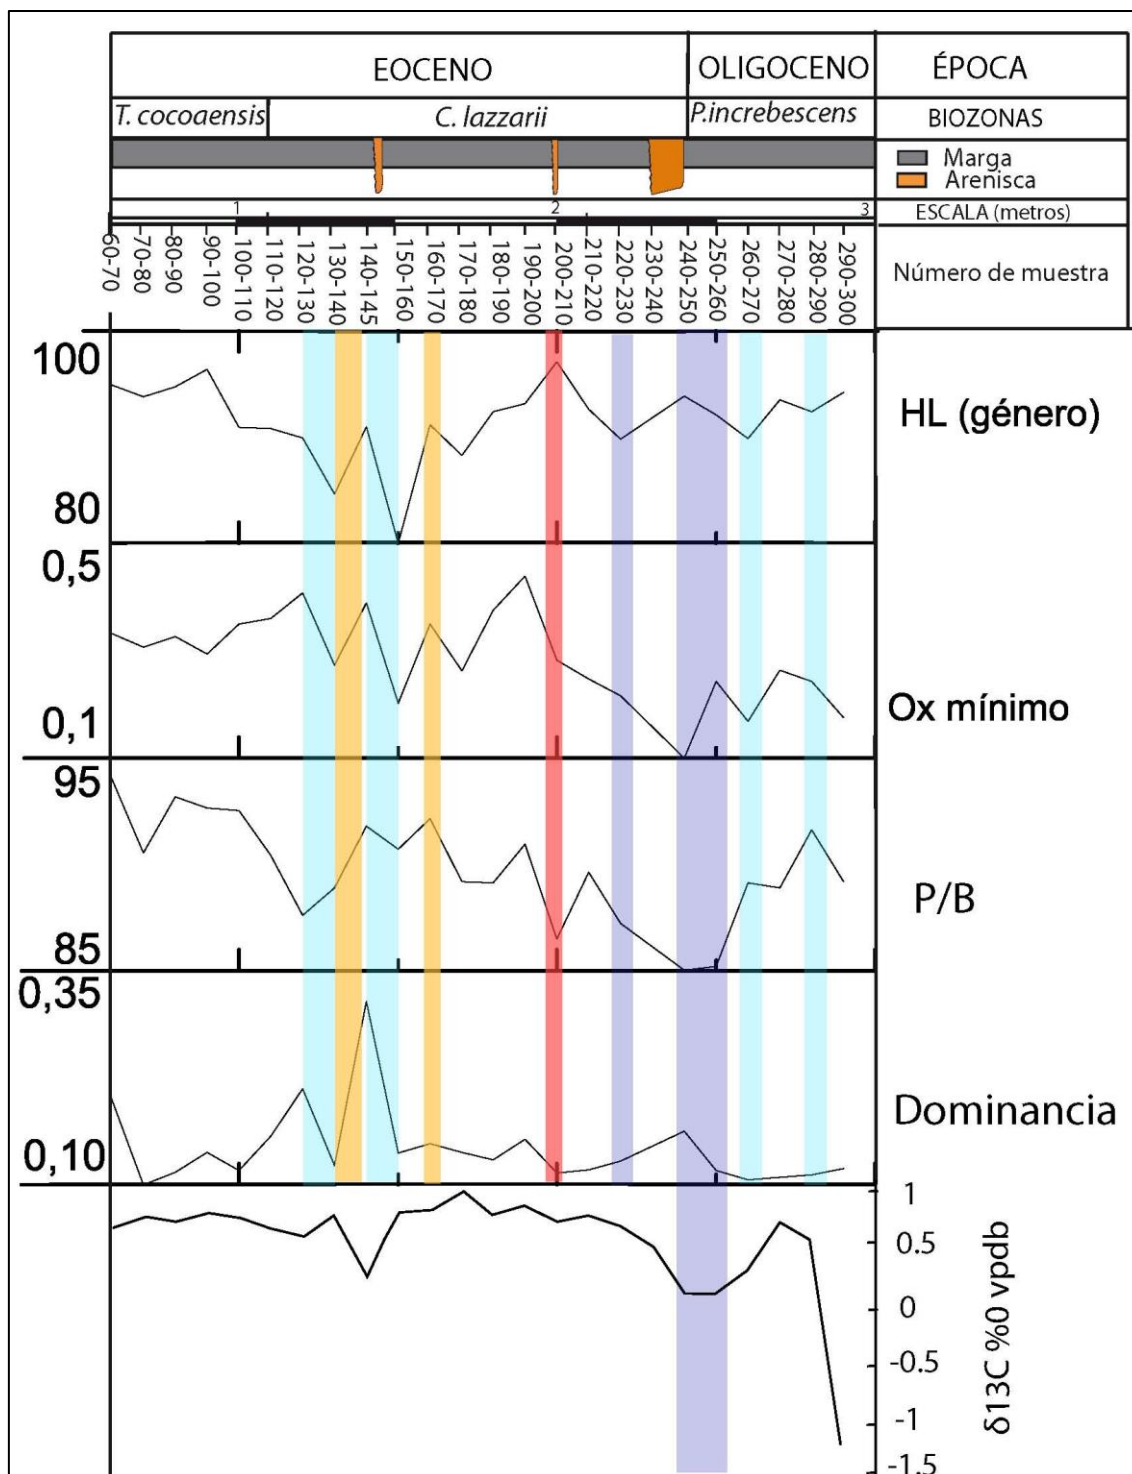 EOCENO OLIGOCENO ÉPOCA
T. cocoaensis C. lazzarii P.increbescens BIOZONAS
Marga
Arenisca
1 2 3 ESCALA (metros)
60-70 70-80 80-90 90-100 100-110 110-120 120-130 130-140 140-145 150-160 160-170 170-180 180-190 190-200 200-210 210-220 220-230 230-240 240-250 250-260 260-270 270-280 280-290 290-300 Número de muestra
100
80
HL (género)
0,5
0,1
Ox mínimo
95
85
P/B
0,35
0,10
Dominancia
1
0.5
0
-0.5
-1
-1.5
δ13C %0 vpdb